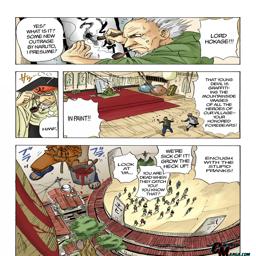 LORD
HOKAGE!!!
YES?
WHAT IS
IT?
SOME NEW
OUTRAGE
BY NARUTO,
I PRESUME?
THAT YOUNG
DEVIL IS
GRAFFITI-
ING THE
MOUNTAINSIDE
IMAGES
OF ALL
THE HEROES
OF OUR
VILLAGE--
YOUR
HONORED
FOREBEARS!
IN PAINT!!
HAH!!
ENOUGH
WITH THE
STUPID
PRANKS!
WE'RE
SICK OF IT!
GROW THE
HECK UP!
YOU ARE
DEAD WHEN
THEY CATCH
YOU! YOU
KNOW
THAT?
LOOK
AT
YA...